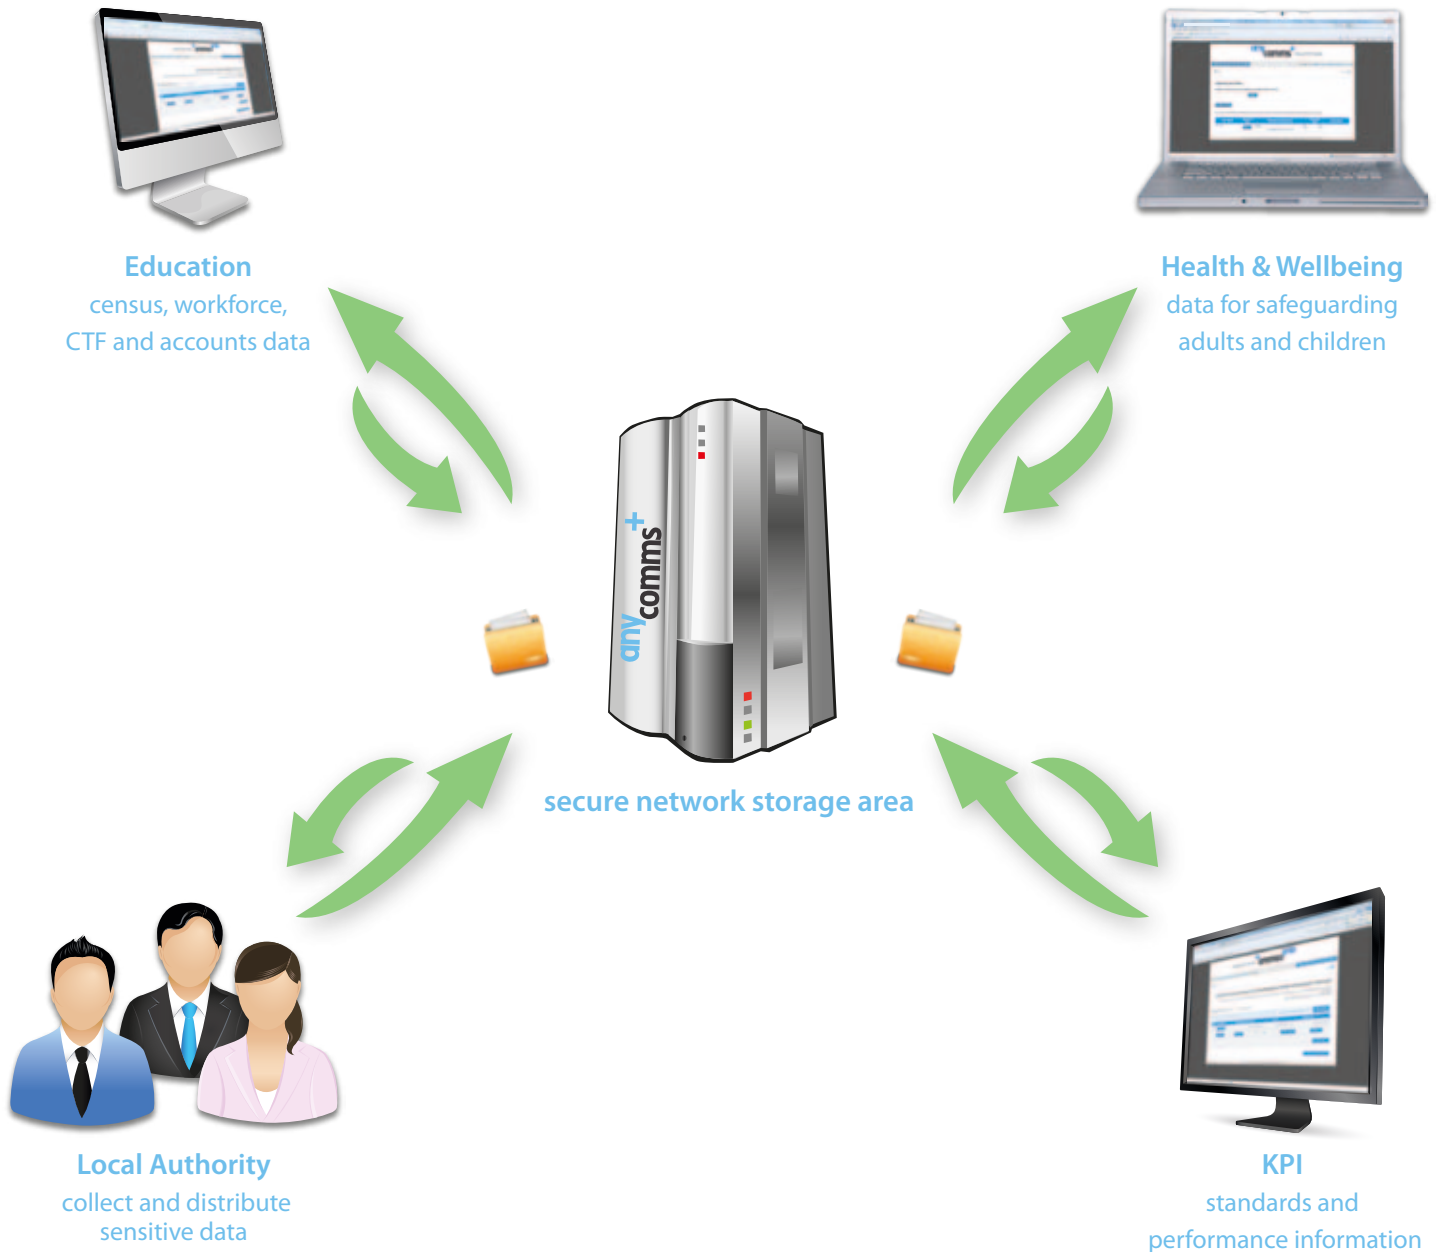 Education
census, workforce,
CTF and accounts data
Health & Wellbeing
data for safeguarding
adults and children
anycomms+
secure network storage area
Local Authority
collect and distribute
sensitive data
KPI
standards and
performance information